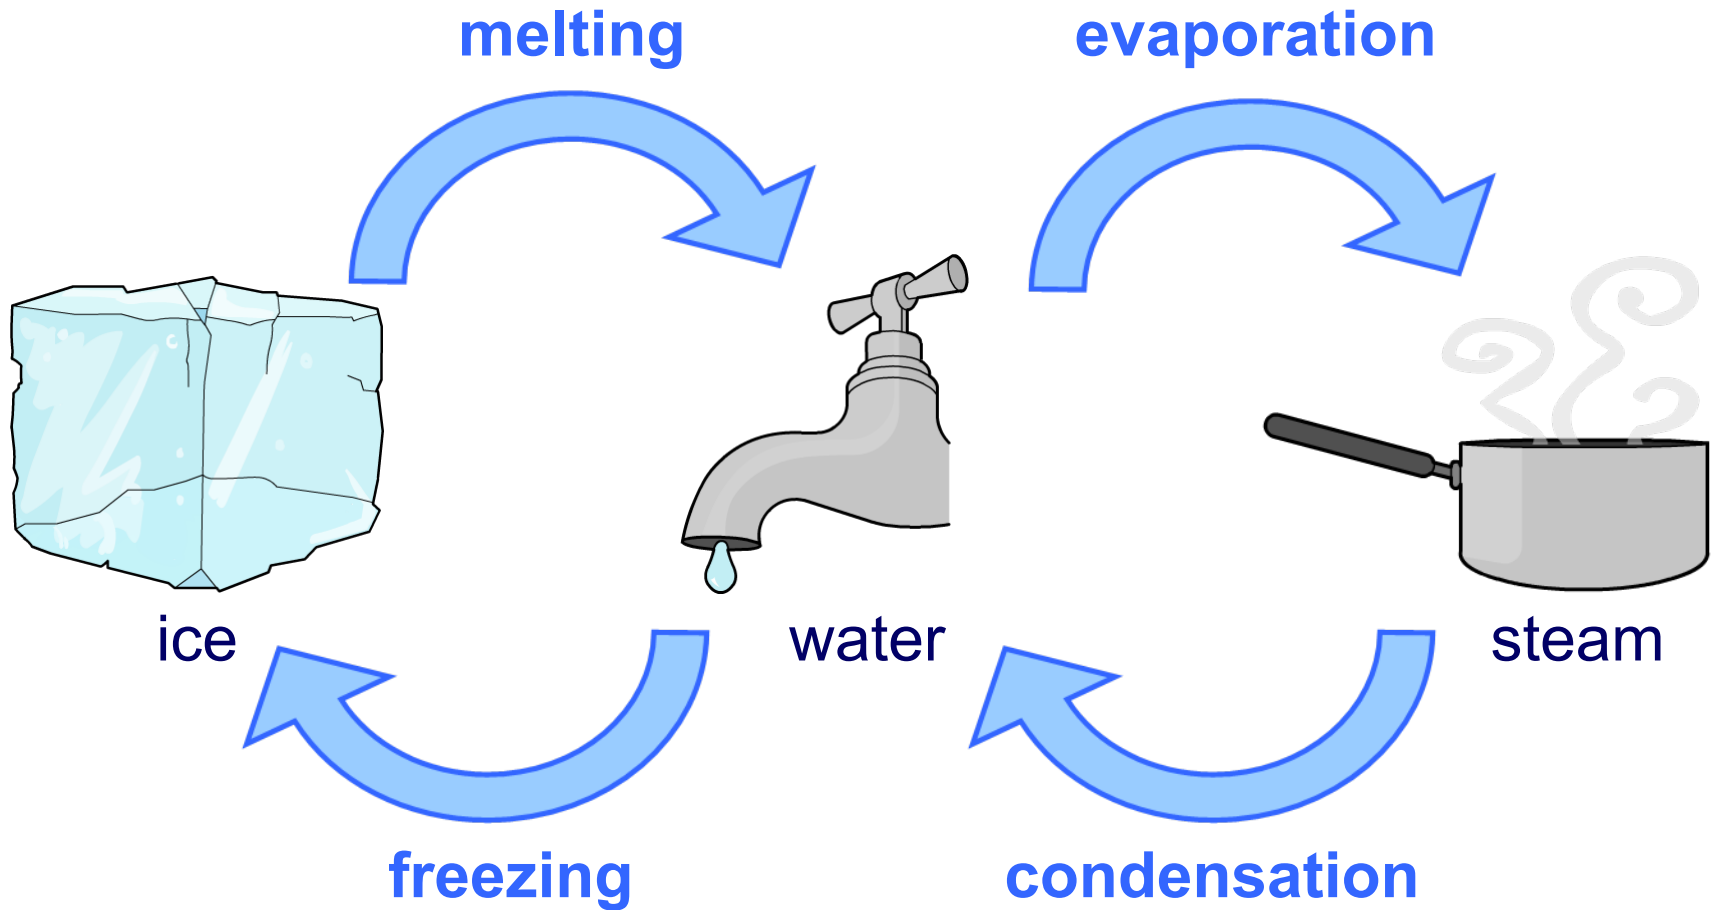 melting
evaporation
ice
water
steam
freezing
condensation